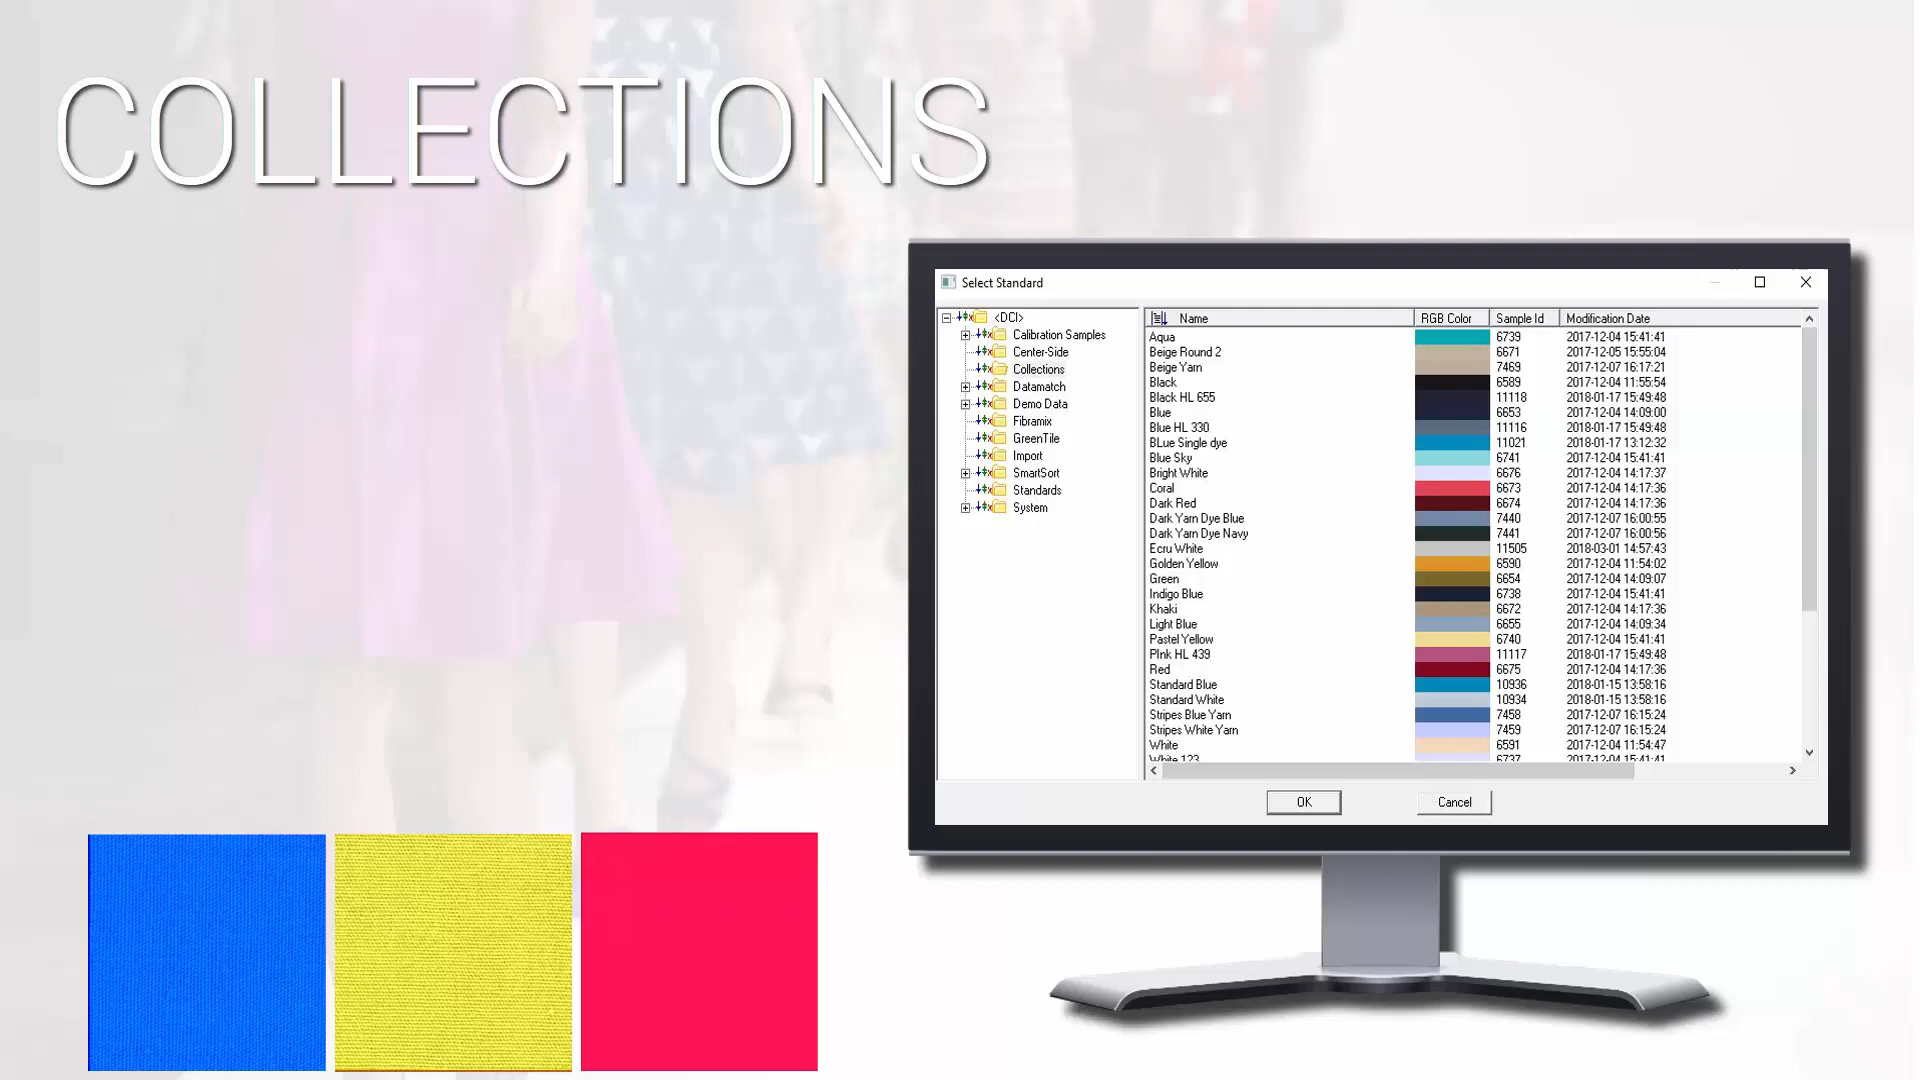 COLLECTIONS
Select Standard
<DCI>
Calibration Samples
Center-Side
Collections
Datamatch
Demo Data
Fibramix
GreenTile
Import
SmartSort
Standards
System
Name RGB Color Sample Id Modification Date
Aqua 6739 2017-12-04 15:41:41
Beige Round 2 6671 2017-12-05 15:55:04
Beige Yarn 7469 2017-12-07 16:17:21
Black 6589 2017-12-04 11:55:54
Black HL 655 11118 2018-01-17 15:49:48
Blue 6653 2017-12-04 14:09:00
Blue HL 330 11116 2018-01-17 15:49:48
BLue Single dye 11021 2018-01-17 13:12:32
Blue Sky 6741 2017-12-04 15:41:41
Bright White 6676 2017-12-04 14:17:37
Coral 6673 2017-12-04 14:17:36
Dark Red 6674 2017-12-04 14:17:36
Dark Yarn Dye Blue 7440 2017-12-07 16:00:55
Dark Yarn Dye Navy 7441 2017-12-07 16:00:56
Ecru White 11505 2018-03-01 14:57:43
Golden Yellow 6590 2017-12-04 11:54:02
Green 6654 2017-12-04 14:09:07
Indigo Blue 6738 2017-12-04 15:41:41
Khaki 6672 2017-12-04 14:17:36
Light Blue 6655 2017-12-04 14:09:34
Pastel Yellow 6740 2017-12-04 15:41:41
PInk HL 439 11117 2018-01-17 15:49:48
Red 6675 2017-12-04 14:17:36
Standard Blue 10936 2018-01-15 13:58:16
Standard White 10934 2018-01-15 13:58:16
Stripes Blue Yarn 7458 2017-12-07 16:15:24
Stripes White Yarn 7459 2017-12-07 16:15:24
White 6591 2017-12-04 11:54:47
White 123 6737 2017-12-04 15:41:41
OK Cancel